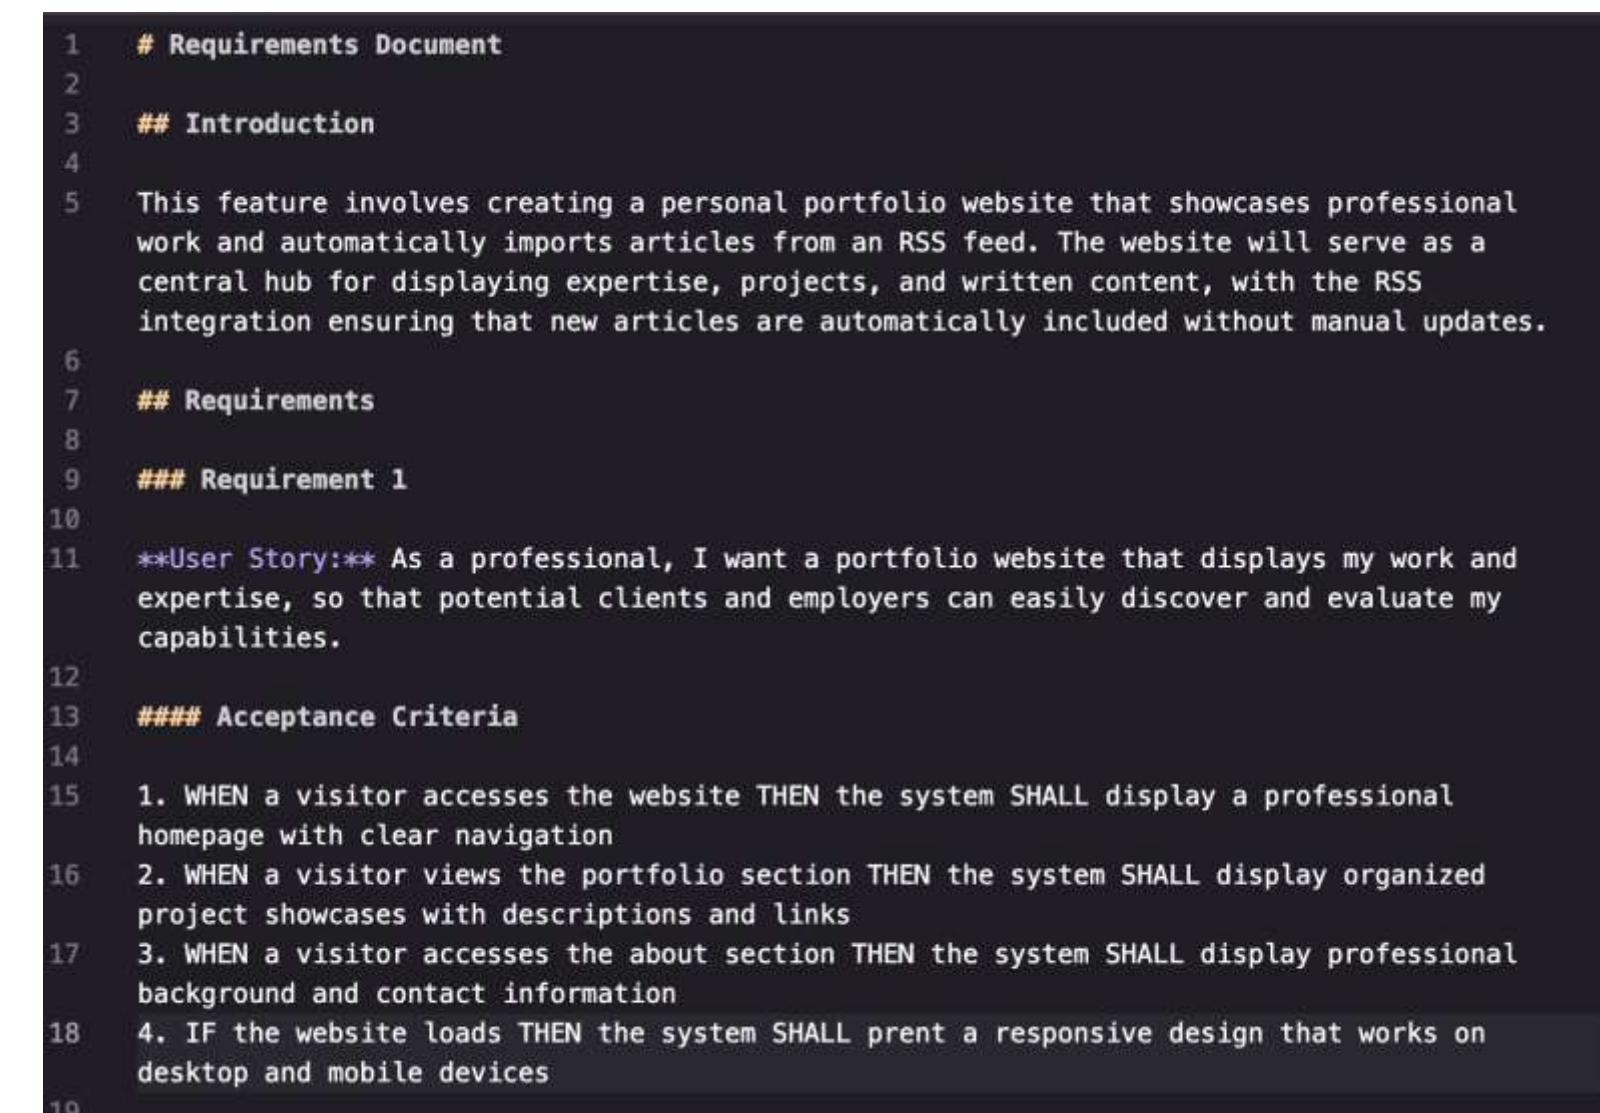 1 # Requirements Document
2
3 ## Introduction
4
5 This feature involves creating a personal portfolio website that showcases professional
work and automatically imports articles from an RSS feed. The website will serve as a
central hub for displaying expertise, projects, and written content, with the RSS
integration ensuring that new articles are automatically included without manual updates.
6
7 ## Requirements
8
9 ### Requirement 1
10
11 **User Story:** As a professional, I want a portfolio website that displays my work and
expertise, so that potential clients and employers can easily discover and evaluate my
capabilities.
12
13 #### Acceptance Criteria
14
15 1. WHEN a visitor accesses the website THEN the system SHALL display a professional
homepage with clear navigation
16 2. WHEN a visitor views the portfolio section THEN the system SHALL display organized
project showcases with descriptions and links
17 3. WHEN a visitor accesses the about section THEN the system SHALL display professional
background and contact information
18 4. IF the website loads THEN the system SHALL prent a responsive design that works on
desktop and mobile devices
19